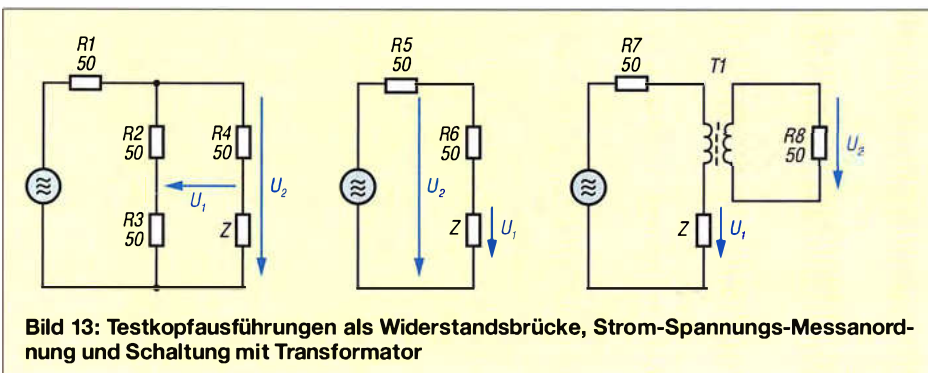 R1
50
R2
50
R4
50
R3
50
Z
U1
U2
R5
50
R6
50
U2
Z
U1
R7
50
T1
R8
50
U2
Z
U1
Bild 13: Testkopfausführungen als Widerstandsbrücke, Strom-Spannungs-Messanord-
nung und Schaltung mit Transformator